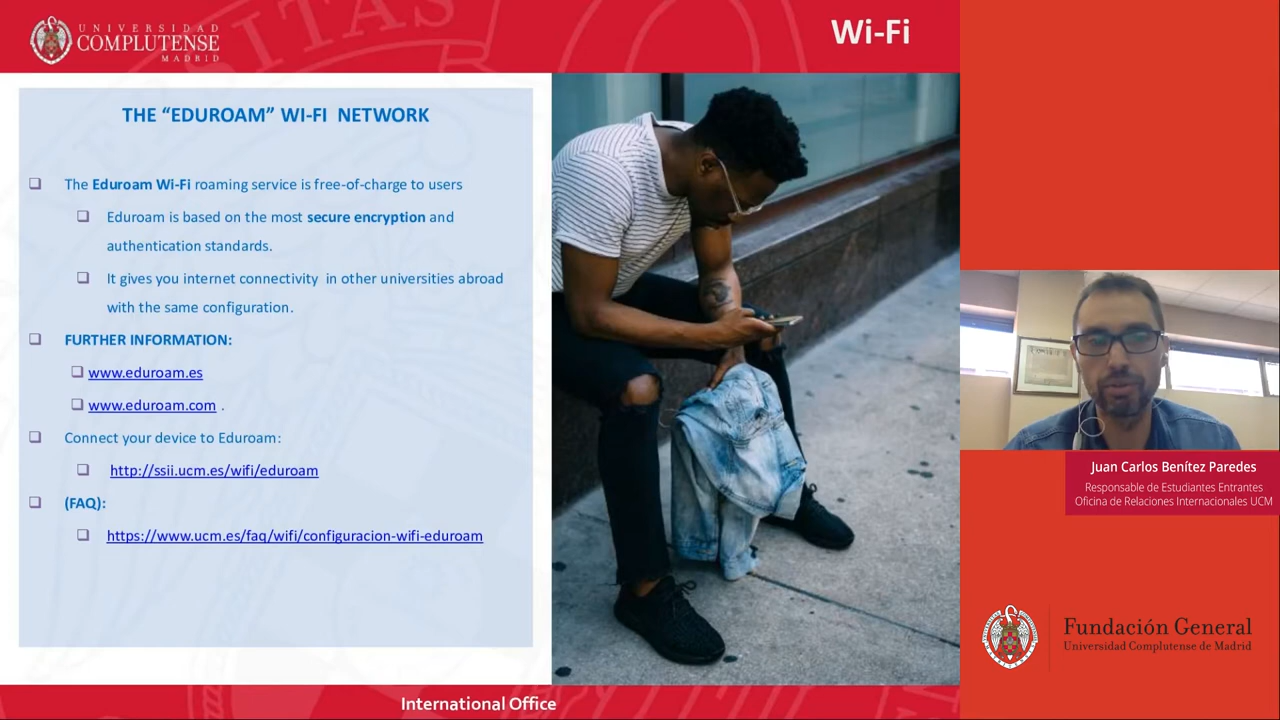 UNIVERSIDAD
COMPLUTENSE
MADRID
Wi-Fi
THE “EDUROAM” WI-FI NETWORK
The Eduroam Wi-Fi roaming service is free-of-charge to users
Eduroam is based on the most secure encryption and
authentication standards.
It gives you internet connectivity in other universities abroad
with the same configuration.
FURTHER INFORMATION:
www.eduroam.es
www.eduroam.com .
Connect your device to Eduroam:
http://ssii.ucm.es/wifi/eduroam
(FAQ):
https://www.ucm.es/faq/wifi/configuracion-wifi-eduroam
International Office
Juan Carlos Benítez Paredes
Responsable de Estudiantes Entrantes
Oficina de Relaciones Internacionales UCM
Fundación General
Universidad Complutense de Madrid